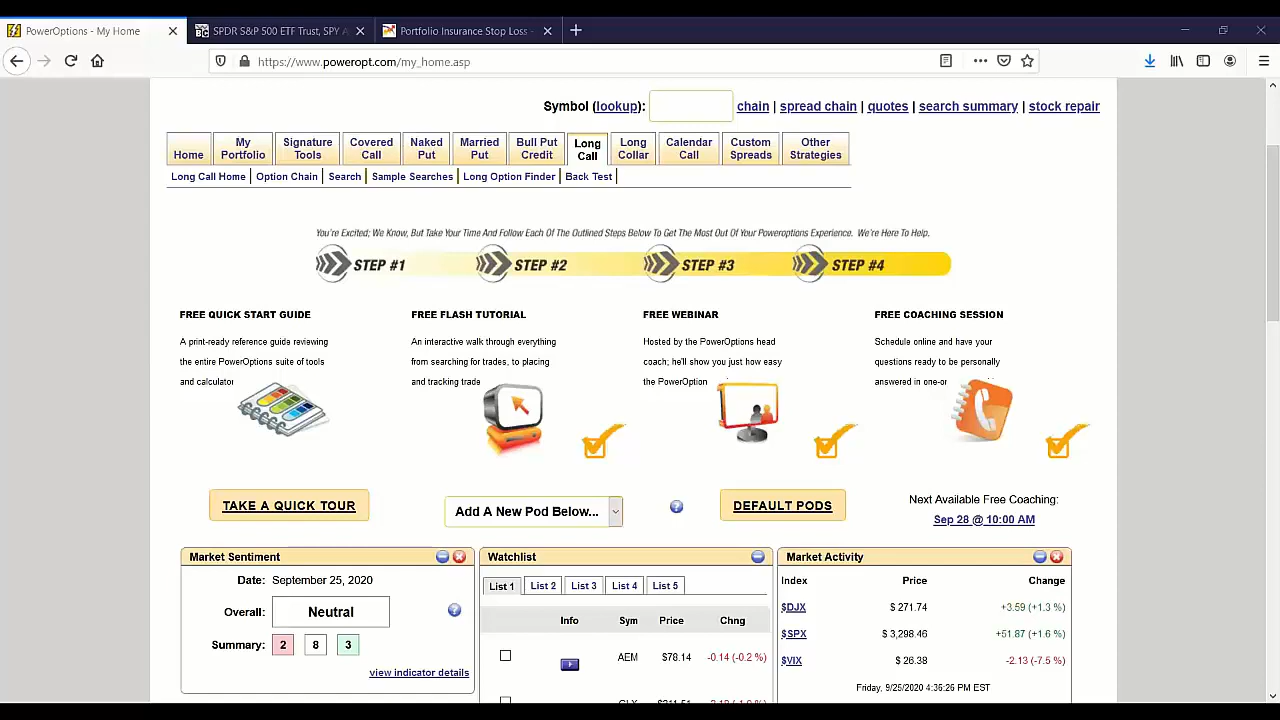 PowerOptions - My Home
SPDR S&P 500 ETF Trust, SPY A
Portfolio Insurance Stop Loss -
https://www.poweropt.com/my_home.asp
Symbol (lookup): chain | spread chain | quotes | search summary | stock repair
Home My Portfolio Signature Tools Covered Call Naked Put Married Put Bull Put Credit Long Call Long Collar Calendar Call Custom Spreads Other Strategies
Long Call Home Option Chain Search Sample Searches Long Option Finder Back Test
You're Excited; We Know, But Take Your Time And Follow Each Of The Outlined Steps Below To Get The Most Out Of Your Poweroptions Experience. We're Here To Help.
STEP #1 STEP #2 STEP #3 STEP #4
FREE QUICK START GUIDE
A print-ready reference guide reviewing
the entire PowerOptions suite of tools
and calculator
FREE FLASH TUTORIAL
An interactive walk through everything
from searching for trades, to placing
and tracking trade
FREE WEBINAR
Hosted by the PowerOptions head
coach; he'll show you just how easy
the PowerOption
FREE COACHING SESSION
Schedule online and have your
questions ready to be personally
answered in one-or
TAKE A QUICK TOUR
Add A New Pod Below...
DEFAULT PODS
Next Available Free Coaching:
Sep 28 @ 10:00 AM
Market Sentiment
Date: September 25, 2020
Overall: Neutral
Summary: 2 8 3
view indicator details
Watchlist
List 1 List 2 List 3 List 4 List 5
Info Sym Price Chng
AEM $78.14 -0.14 (-0.2 %)
Market Activity
Index Price Change
$DJX $ 271.74 +3.59 (+1.3 %)
$SPX $ 3,298.46 +51.87 (+1.6 %)
$VIX $ 26.38 -2.13 (-7.5 %)
Friday, 9/25/2020 4:36:26 PM EST